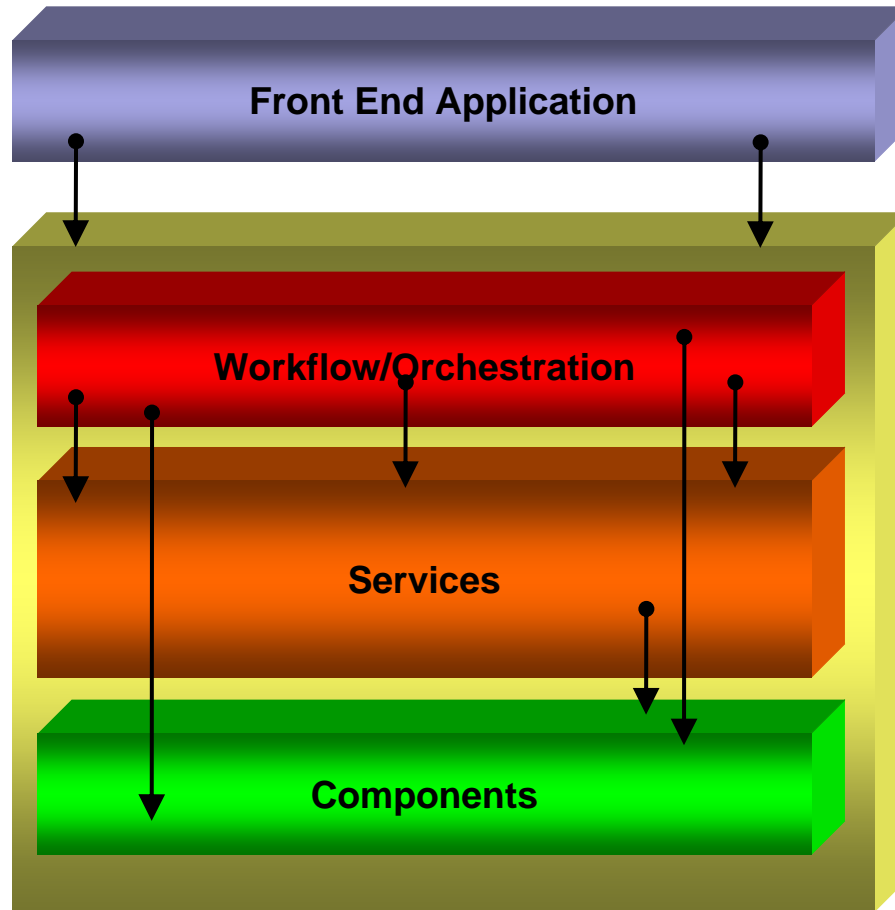 Front End Application
Workflow/Orchestration
Services
Components